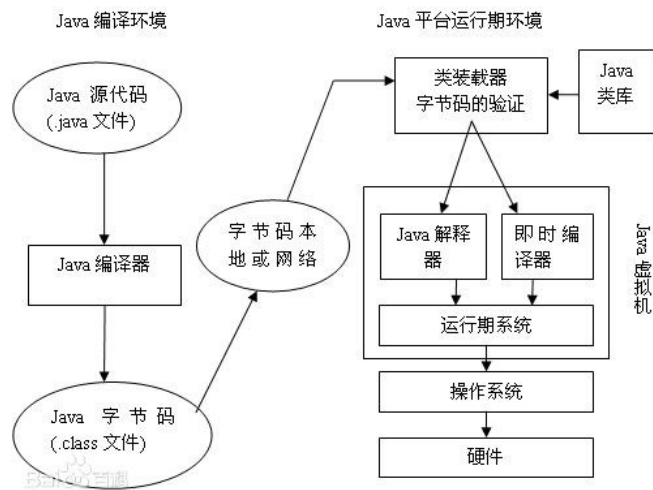 Java 编译环境
Java 平台运行期环境
Java 源代码
(.java 文件)
Java 编译器
Java 字节码
(.class 文件)
字节码本
地或网络
类装载器
字节码的验证
Java
类库
Java 解释
器
即时编
译器
运行期系统
Java 虚拟机
操作系统
硬件
Baidu 百科